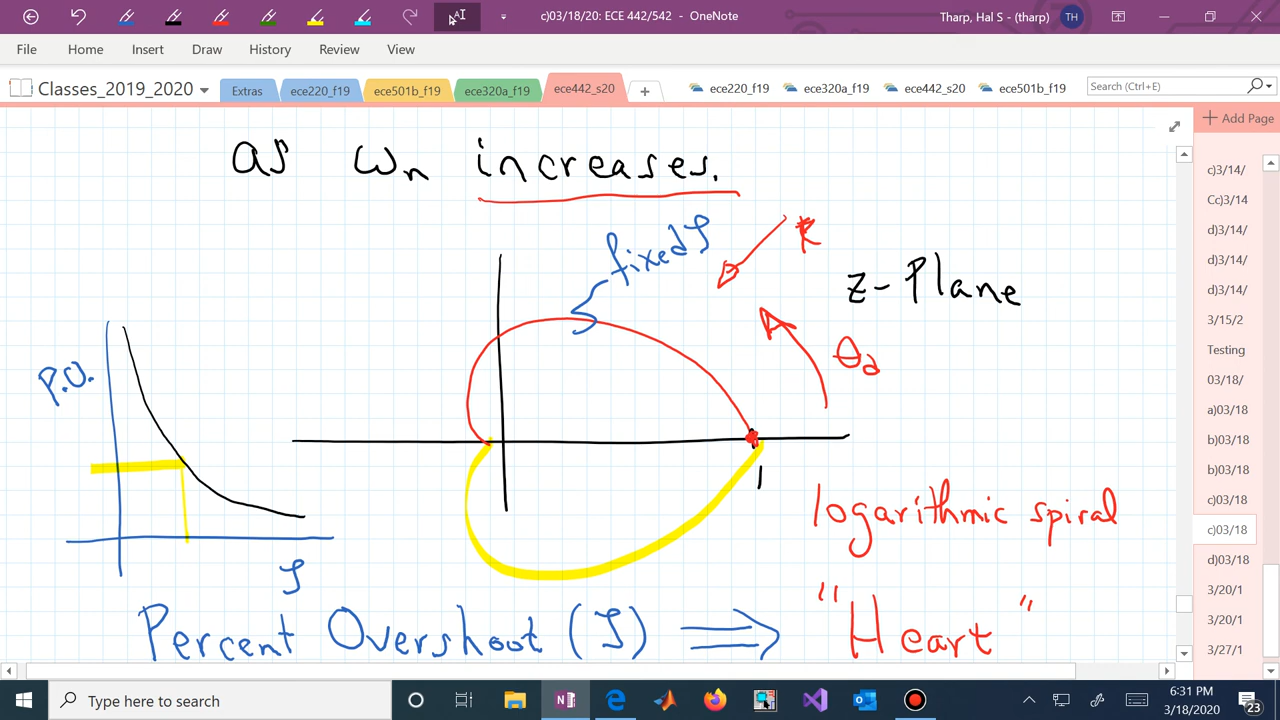 c)03/18/20: ECE 442/542 - OneNote
Tharp, Hal S - (tharp)
TH
File Home Insert Draw History Review View
Classes_2019_2020
Extras
ece220_f19
ece501b_f19
ece320a_f19
ece442_s20
ece220_f19
ece320a_f19
ece442_s20
ece501b_f19
Search (Ctrl+E)
Add Page
c)3/14/
Cc)3/14
d)3/14/
d)3/14/
d)3/14/
3/15/2
Testing
03/18/
a)03/18
b)03/18
b)03/18
c)03/18
c)03/18
d)03/18
3/20/1
3/20/1
3/27/1
as ωn increases.
fixed ζ
R
z-Plane
θd
P.O.
1
ζ
logarithmic spiral
Percent Overshoot (ζ) ⇒ "Heart"
Type here to search
6:31 PM
3/18/2020
23